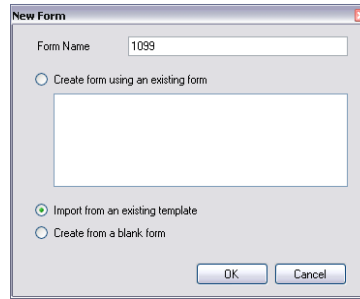 New Form
Form Name 1099
Create form using an existing form
Import from an existing template
Create from a blank form
OK Cancel